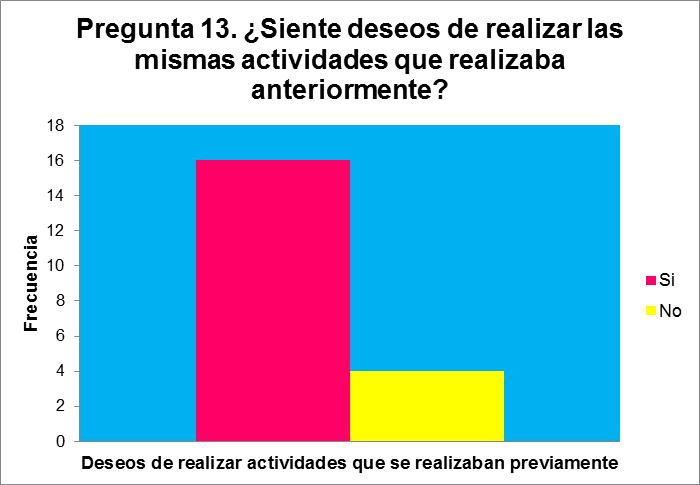 Pregunta 13. ¿Siente deseos de realizar las
mismas actividades que realizaba
anteriormente?
18
16
14
12
10
8
6
4
2
0
Frecuencia
Si
No
Deseos de realizar actividades que se realizaban previamente